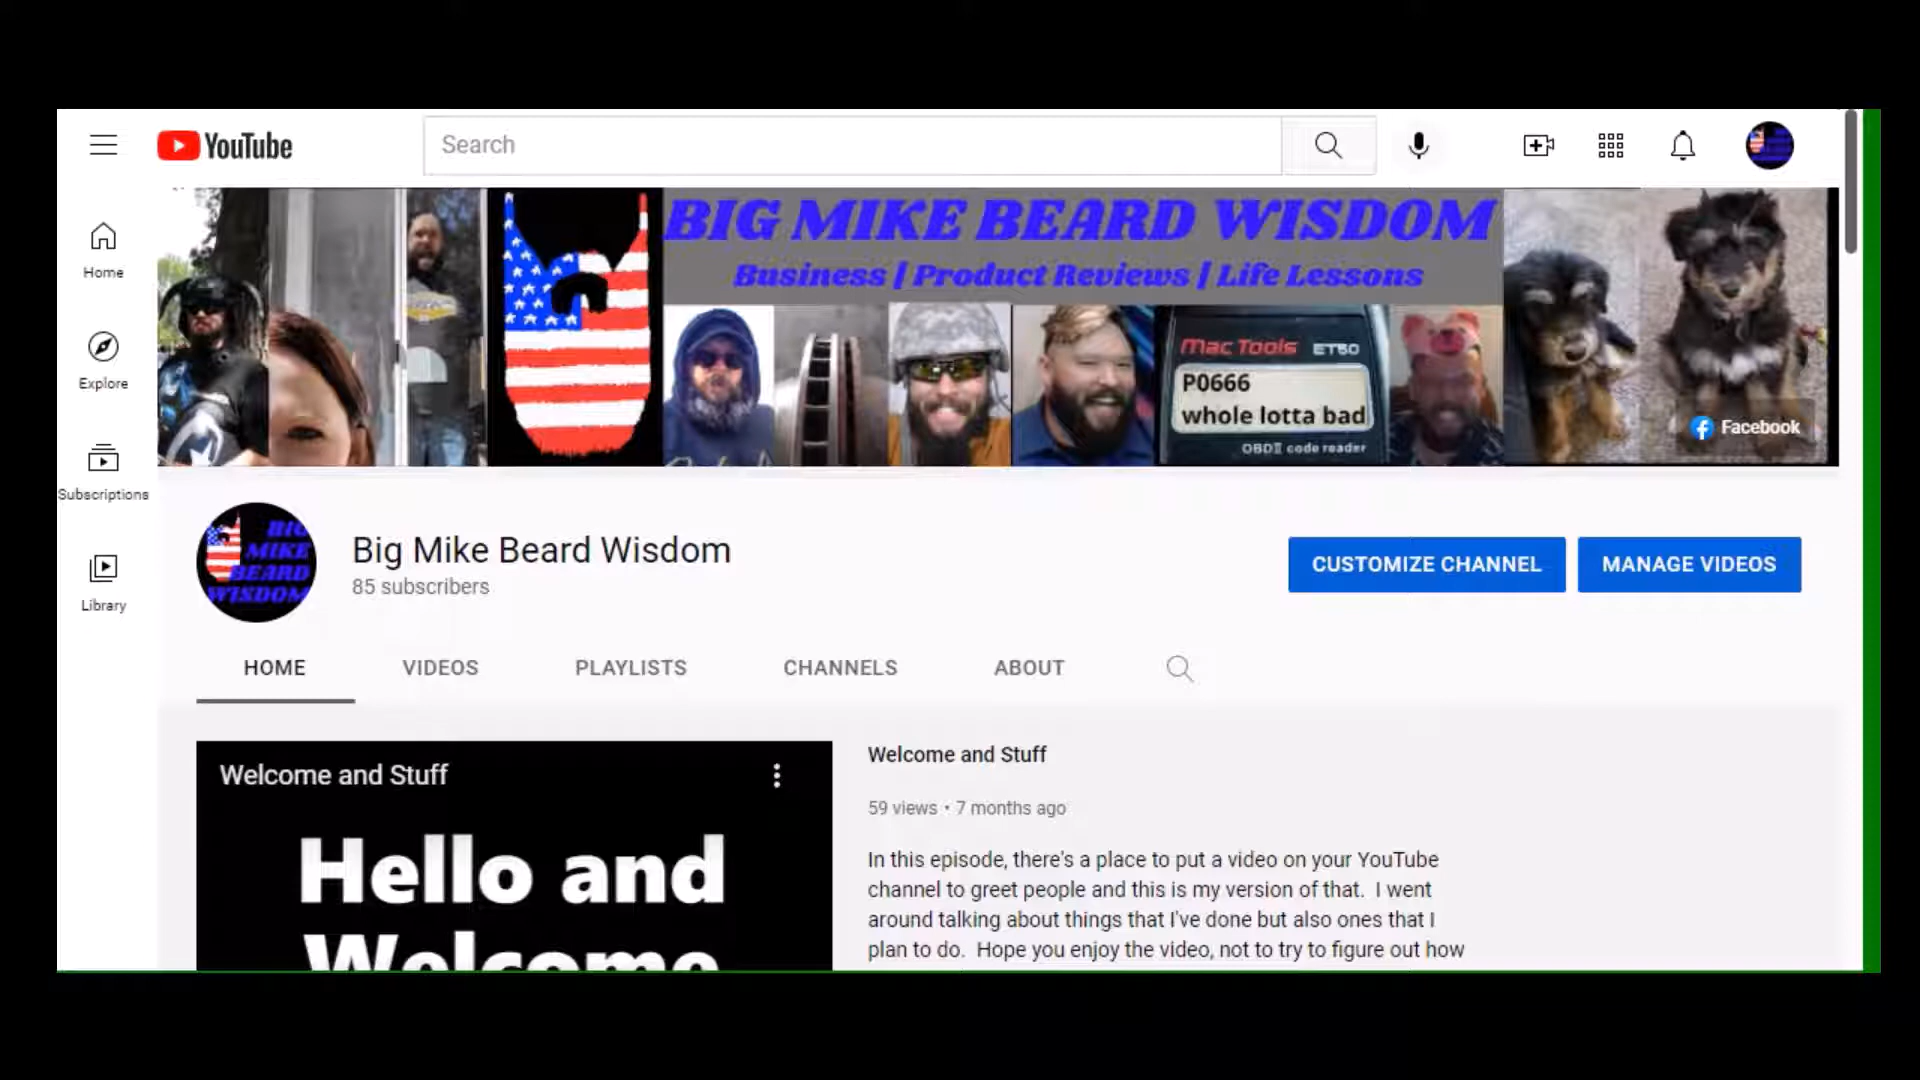 YouTube
Search
Home
Explore
Subscriptions
Library
BIG MIKE BEARD WISDOM
Business | Product Reviews | Life Lessons
Mac Tools ET50
P0666
whole lotta bad
OBDII code reader
Facebook
BIG
MIKE
BEARD
WISDOM
Big Mike Beard Wisdom
85 subscribers
CUSTOMIZE CHANNEL
MANAGE VIDEOS
HOME VIDEOS PLAYLISTS CHANNELS ABOUT
Welcome and Stuff
Hello and
Welcome
Welcome and Stuff
59 views • 7 months ago
In this episode, there's a place to put a video on your YouTube
channel to greet people and this is my version of that. I went
around talking about things that I've done but also ones that I
plan to do. Hope you enjoy the video, not to try to figure out how